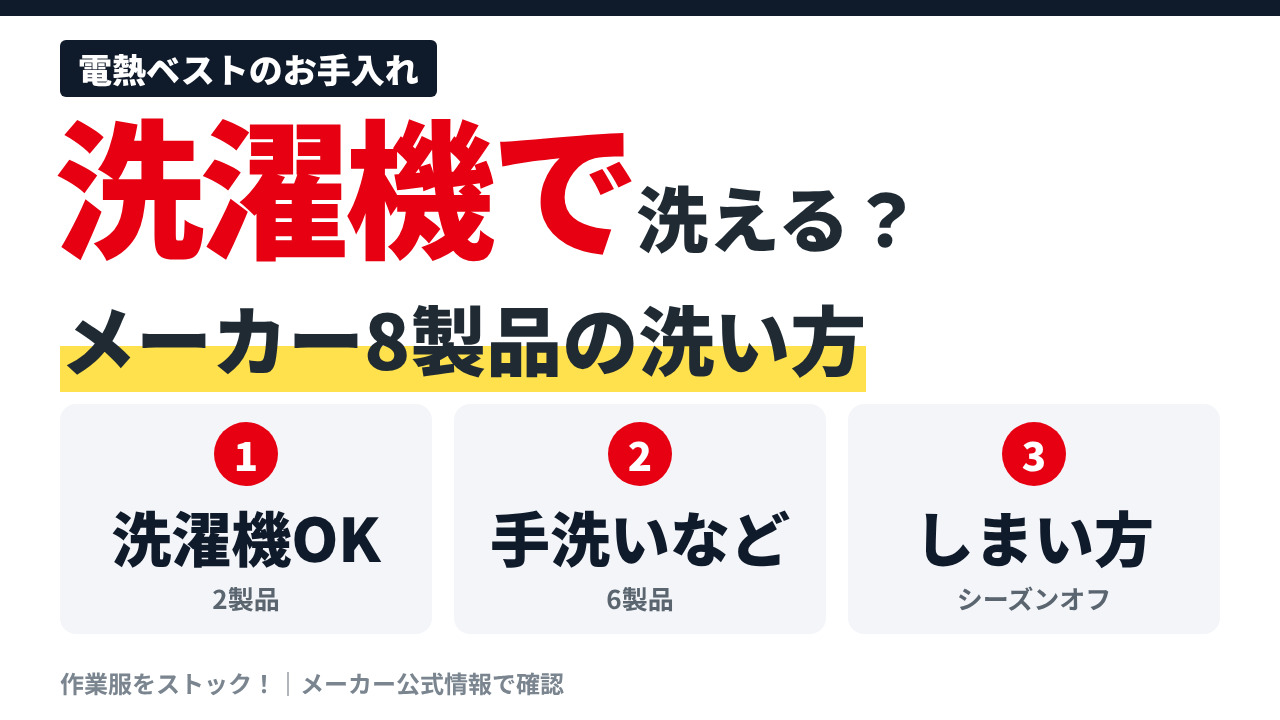 電熱ベストのお手入れ
洗濯機で洗える？
メーカー8製品の洗い方
1
洗濯機OK
2製品
2
手洗いなど
6製品
3
しまい方
シーズンオフ
作業服をストック！｜メーカー公式情報で確認